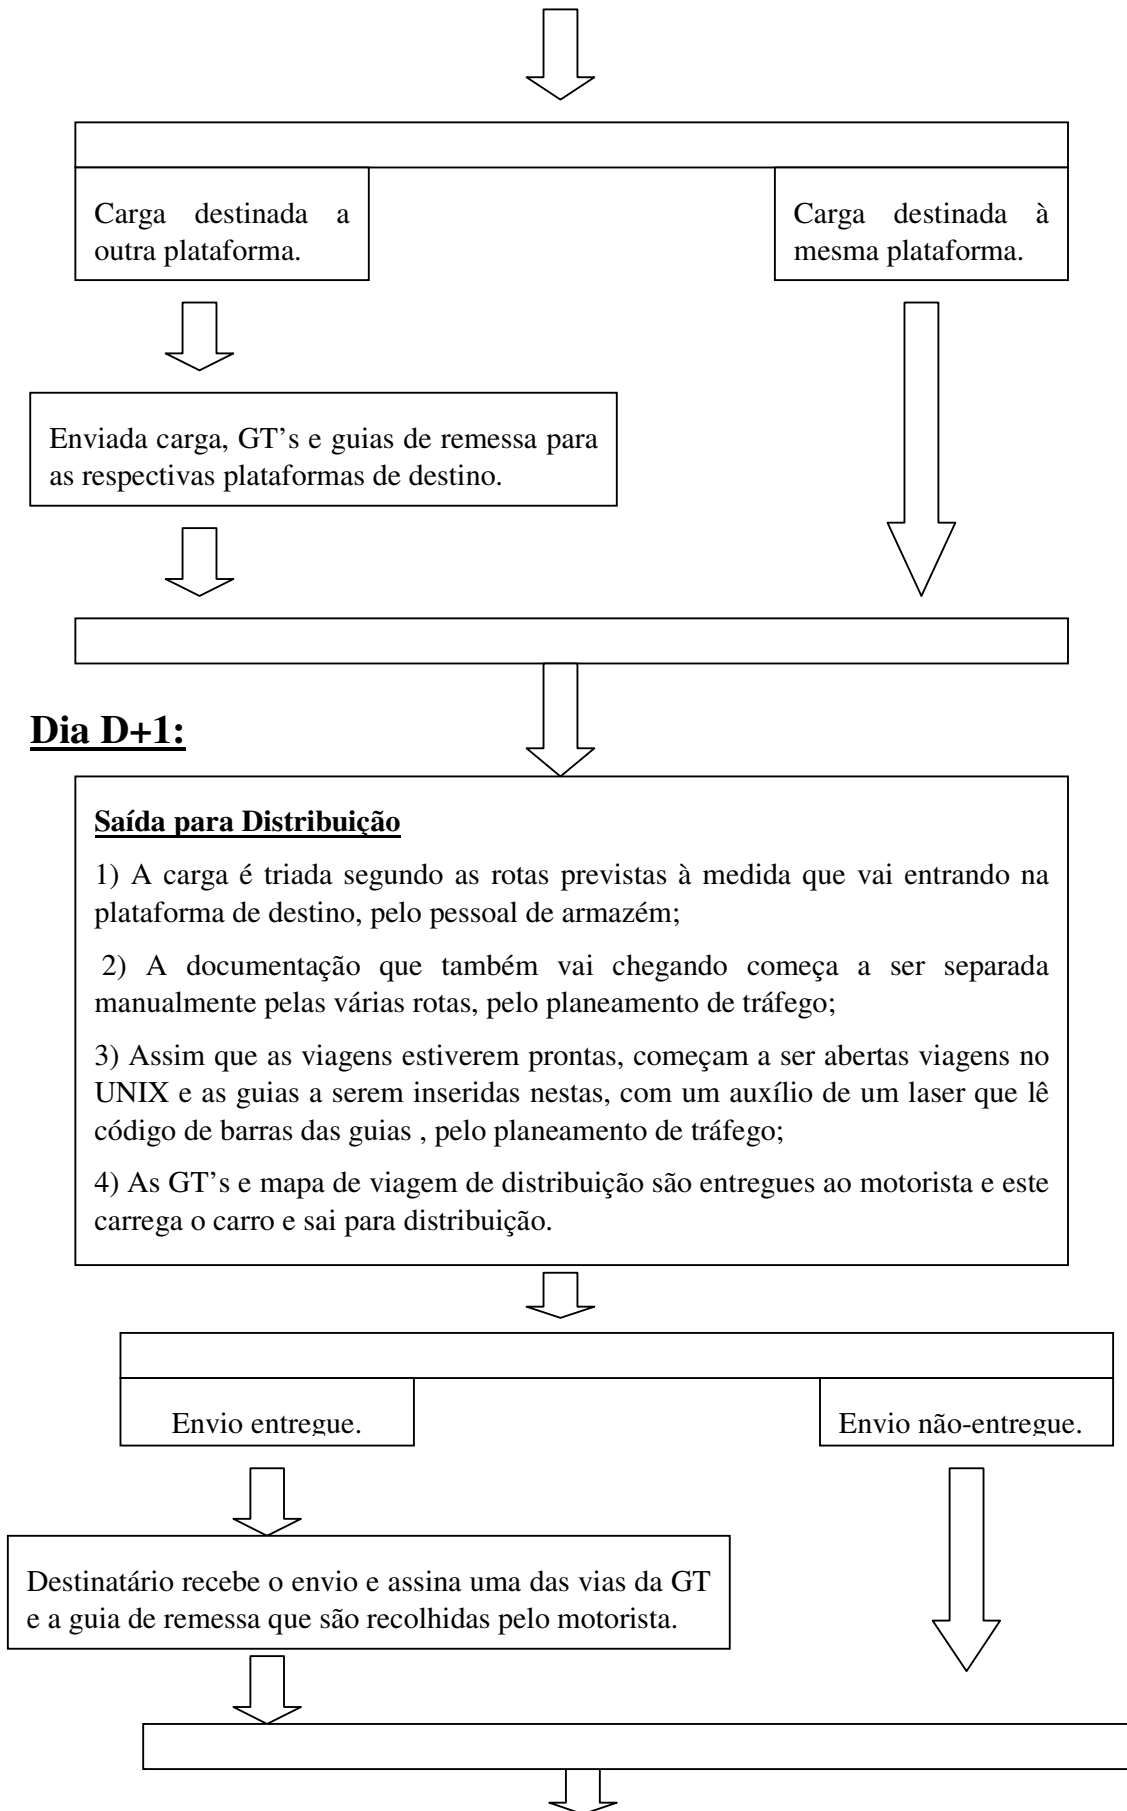 Carga destinada a
outra plataforma.
Carga destinada à
mesma plataforma.
Enviada carga, GT’s e guias de remessa para
as respectivas plataformas de destino.
Dia D+1:
Saída para Distribuição
1) A carga é triada segundo as rotas previstas à medida que vai entrando na
plataforma de destino, pelo pessoal de armazém;
2) A documentação que também vai chegando começa a ser separada
manualmente pelas várias rotas, pelo planeamento de tráfego;
3) Assim que as viagens estiverem prontas, começam a ser abertas viagens no
UNIX e as guias a serem inseridas nestas, com um auxílio de um laser que lê
código de barras das guias , pelo planeamento de tráfego;
4) As GT’s e mapa de viagem de distribuição são entregues ao motorista e este
carrega o carro e sai para distribuição.
Envio entregue.
Envio não-entregue.
Destinatário recebe o envio e assina uma das vias da GT
e a guia de remessa que são recolhidas pelo motorista.